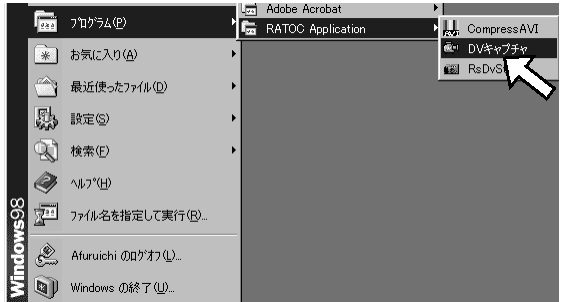 ﾌﾟﾛｸﾞﾗﾑ(P)
お気に入り(A)
最近使ったﾌｧｲﾙ(D)
設定(S)
検索(F)
ﾍﾙﾌﾟ(H)
ﾌｧｲﾙ名を指定して実行(R)...
Afuruichi のﾛｸﾞｵﾌ(L)...
Windows の終了(U)...
Windows98
Adobe Acrobat
RATOC Application
CompressAVI
DVｷｬﾌﾟﾁｬ